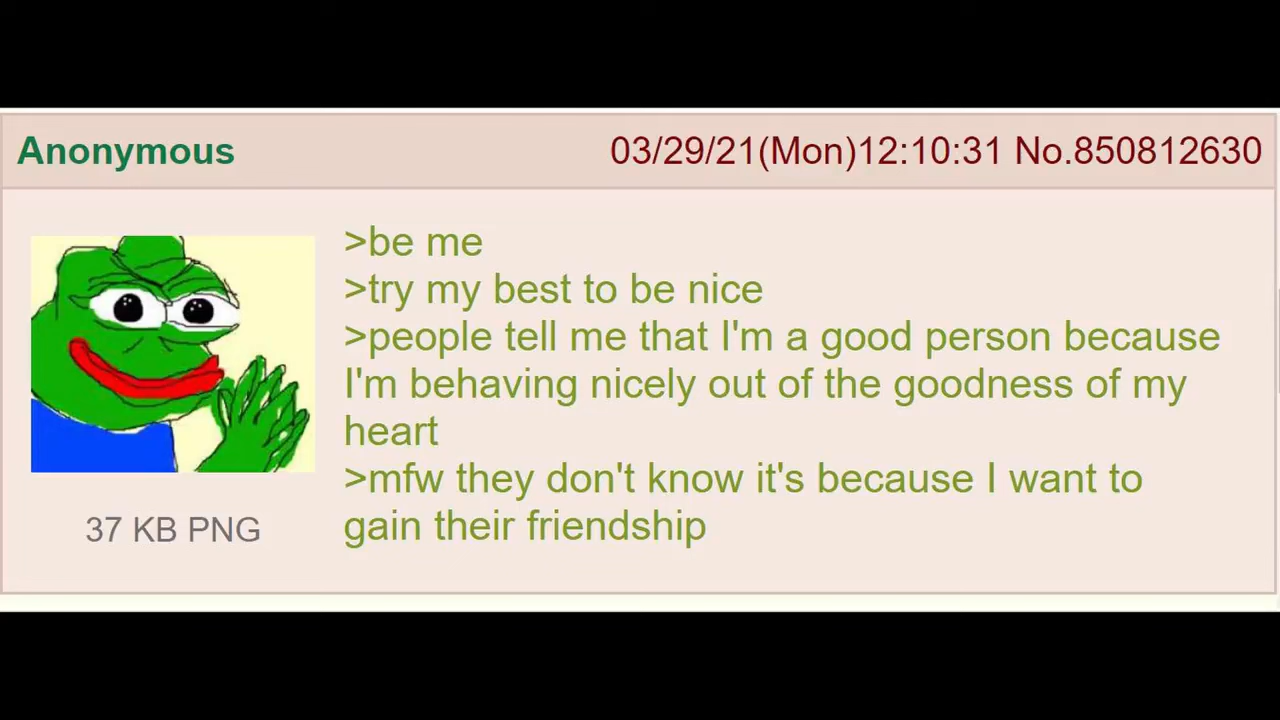 Anonymous 03/29/21(Mon)12:10:31 No.850812630
>be me
>try my best to be nice
>people tell me that I'm a good person because
I'm behaving nicely out of the goodness of my
heart
>mfw they don't know it's because I want to
gain their friendship
37 KB PNG